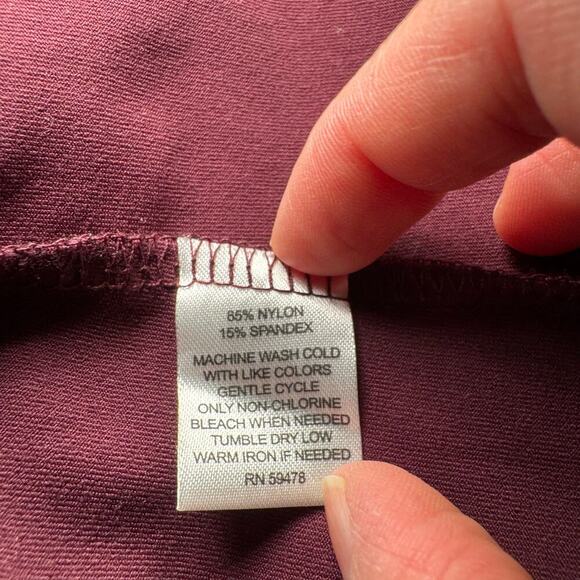 85% NYLON
15% SPANDEX
MACHINE WASH COLD
WITH LIKE COLORS
GENTLE CYCLE
ONLY NON-CHLORINE
BLEACH WHEN NEEDED
TUMBLE DRY LOW
WARM IRON IF NEEDED
RN 59478